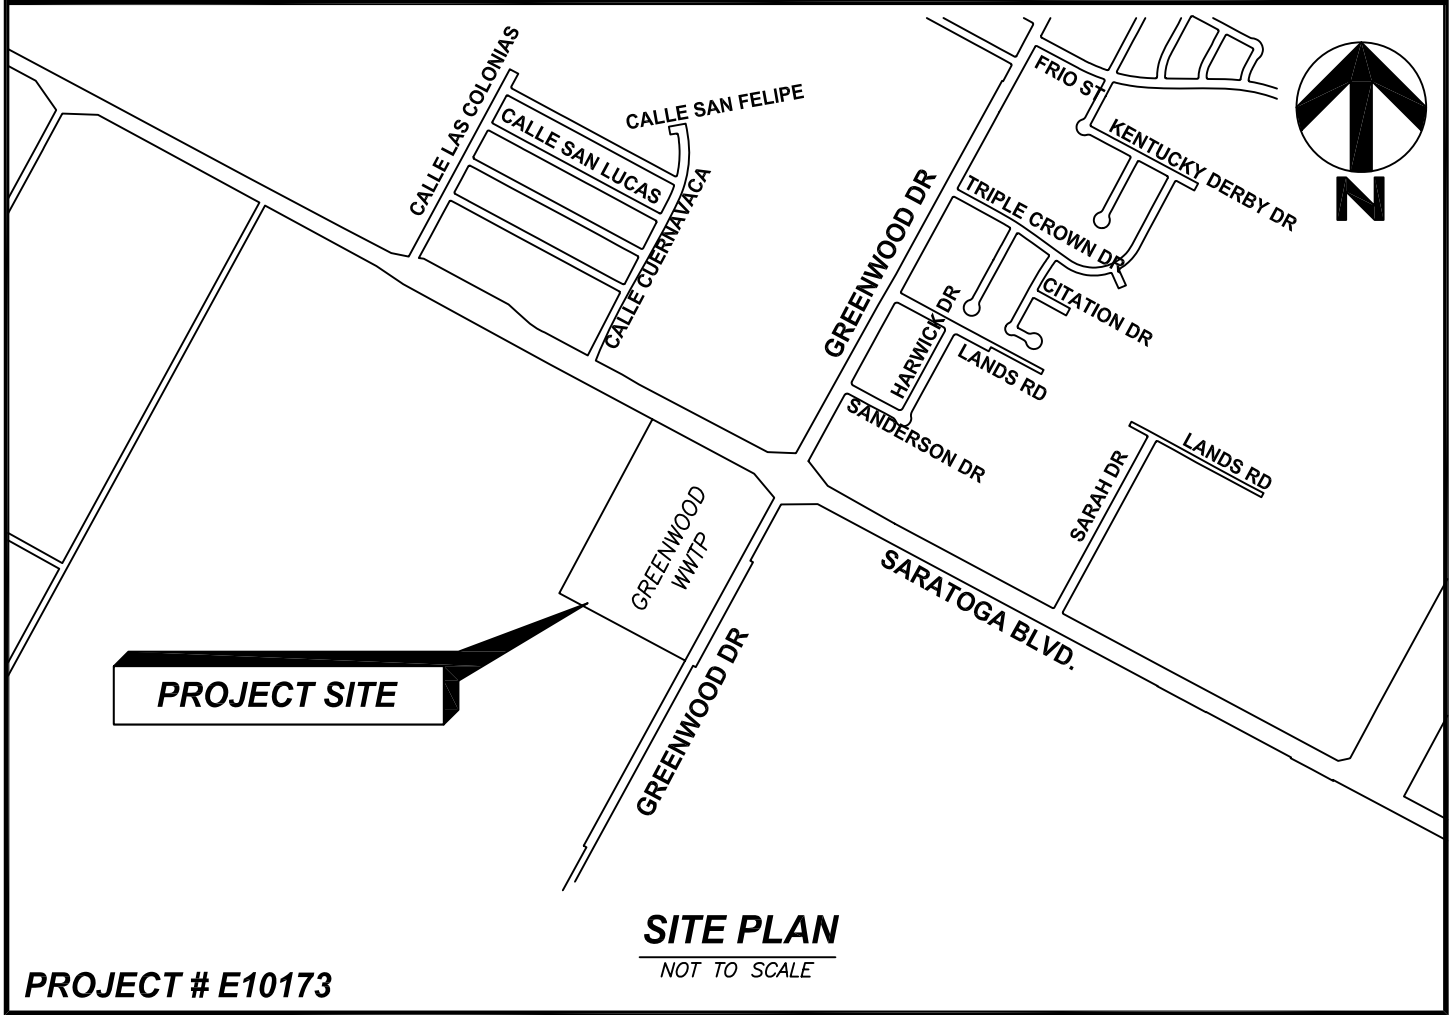 CALLE LAS COLONIAS
CALLE SAN FELIPE
CALLE SAN LUCAS
CALLE CUERNAVACA
FRIO ST
KENTUCKY DERBY DR
N
GREENWOOD DR
TRIPLE CROWN DR
CITATION DR
HARWICK DR
LANDS RD
SANDERSON DR
SARAH DR
LANDS RD
GREENWOOD
WWTP
SARATOGA BLVD.
GREENWOOD DR
PROJECT SITE
SITE PLAN
NOT TO SCALE
PROJECT # E10173